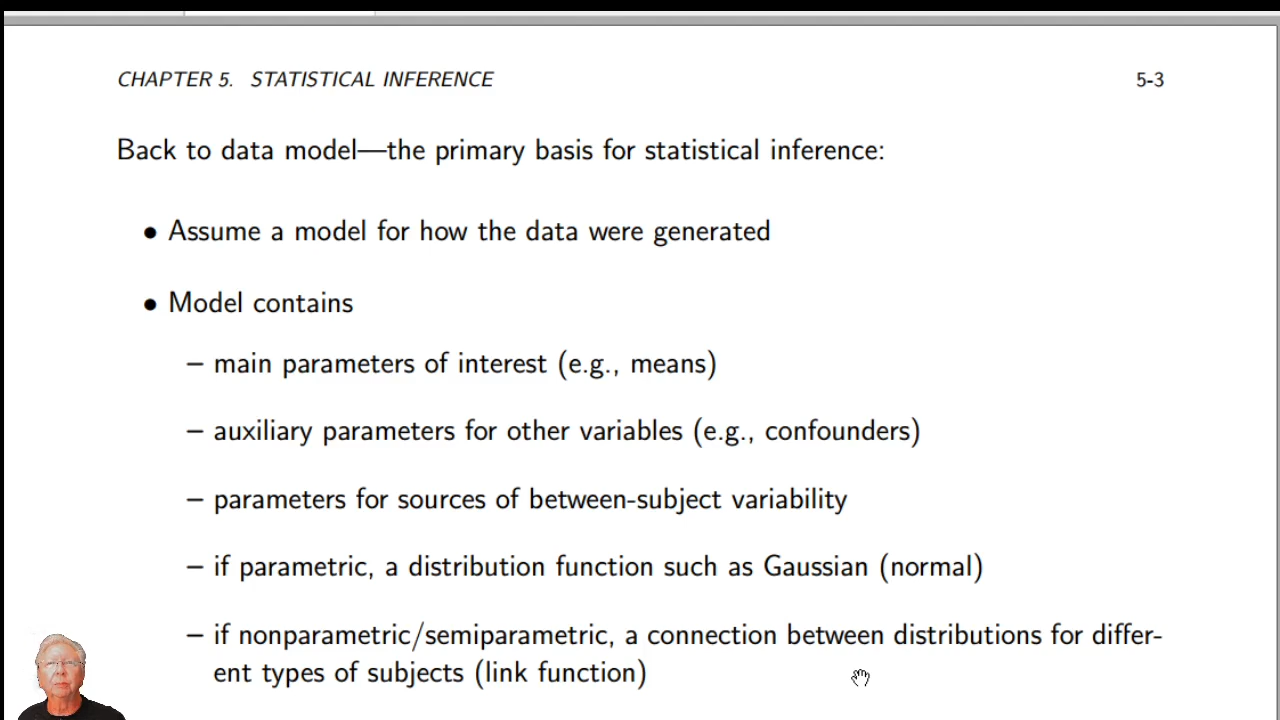 CHAPTER 5. STATISTICAL INFERENCE 5-3
Back to data model—the primary basis for statistical inference:
• Assume a model for how the data were generated
• Model contains
– main parameters of interest (e.g., means)
– auxiliary parameters for other variables (e.g., confounders)
– parameters for sources of between-subject variability
– if parametric, a distribution function such as Gaussian (normal)
– if nonparametric/semiparametric, a connection between distributions for differ-
ent types of subjects (link function)